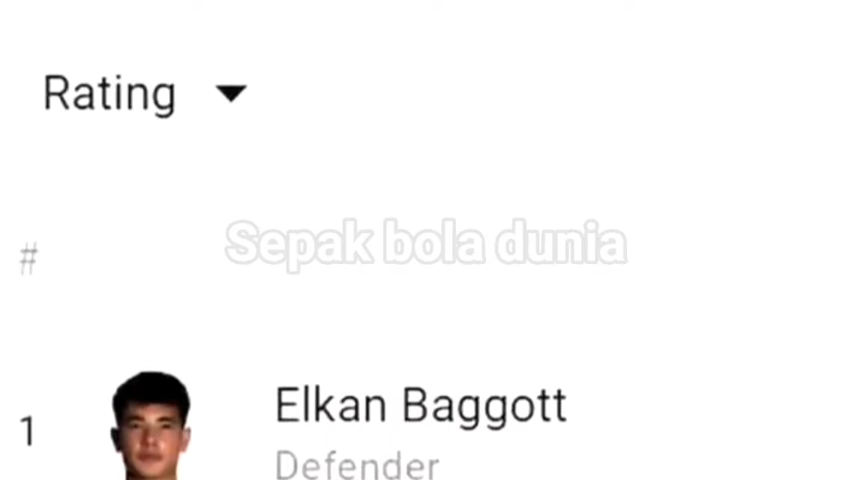 Rating
Sepak bola dunia
#
1
Elkan Baggott
Defender